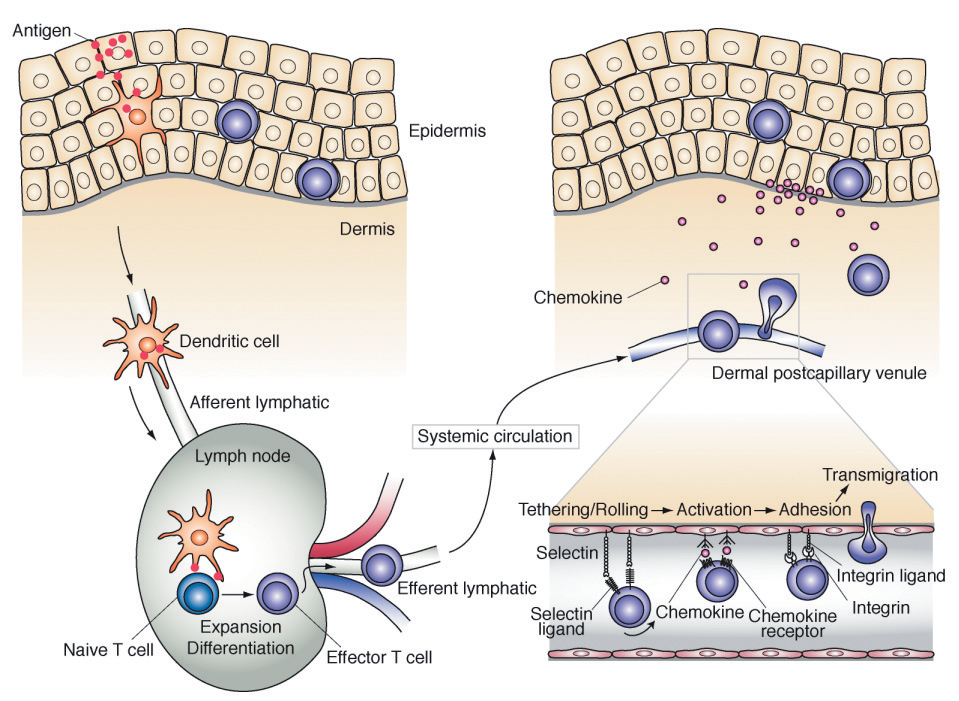 Antigen
Epidermis
Dermis
Dendritic cell
Afferent lymphatic
Lymph node
Naive T cell
Expansion
Differentiation
Effector T cell
Efferent lymphatic
Systemic circulation
Chemokine
Dermal postcapillary venule
Transmigration
Tethering/Rolling
Activation
Adhesion
Selectin
Selectin
ligand
Chemokine
Chemokine
receptor
Integrin ligand
Integrin